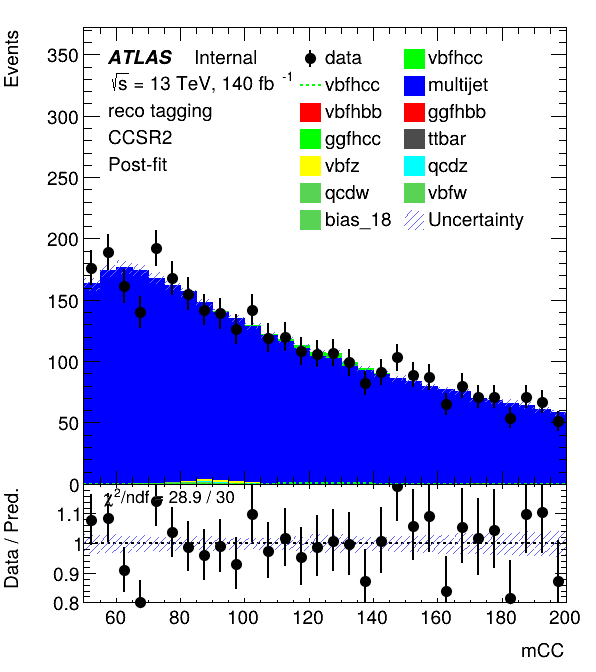 Events
350
300
250
200
150
100
50
0
ATLAS Internal
√s = 13 TeV, 140 fb -1
reco tagging
CCSR2
Post-fit
data
vbfhcc
vbfhbb
ggfhcc
vbfz
qcdw
bias_18
vbfhcc
multijet
ggfhbb
ttbar
qcdz
vbfw
Uncertainty
Data / Pred.
χ2/ndf = 28.9 / 30
1.1
1
0.9
0.8
60 80 100 120 140 160 180 200
mCC